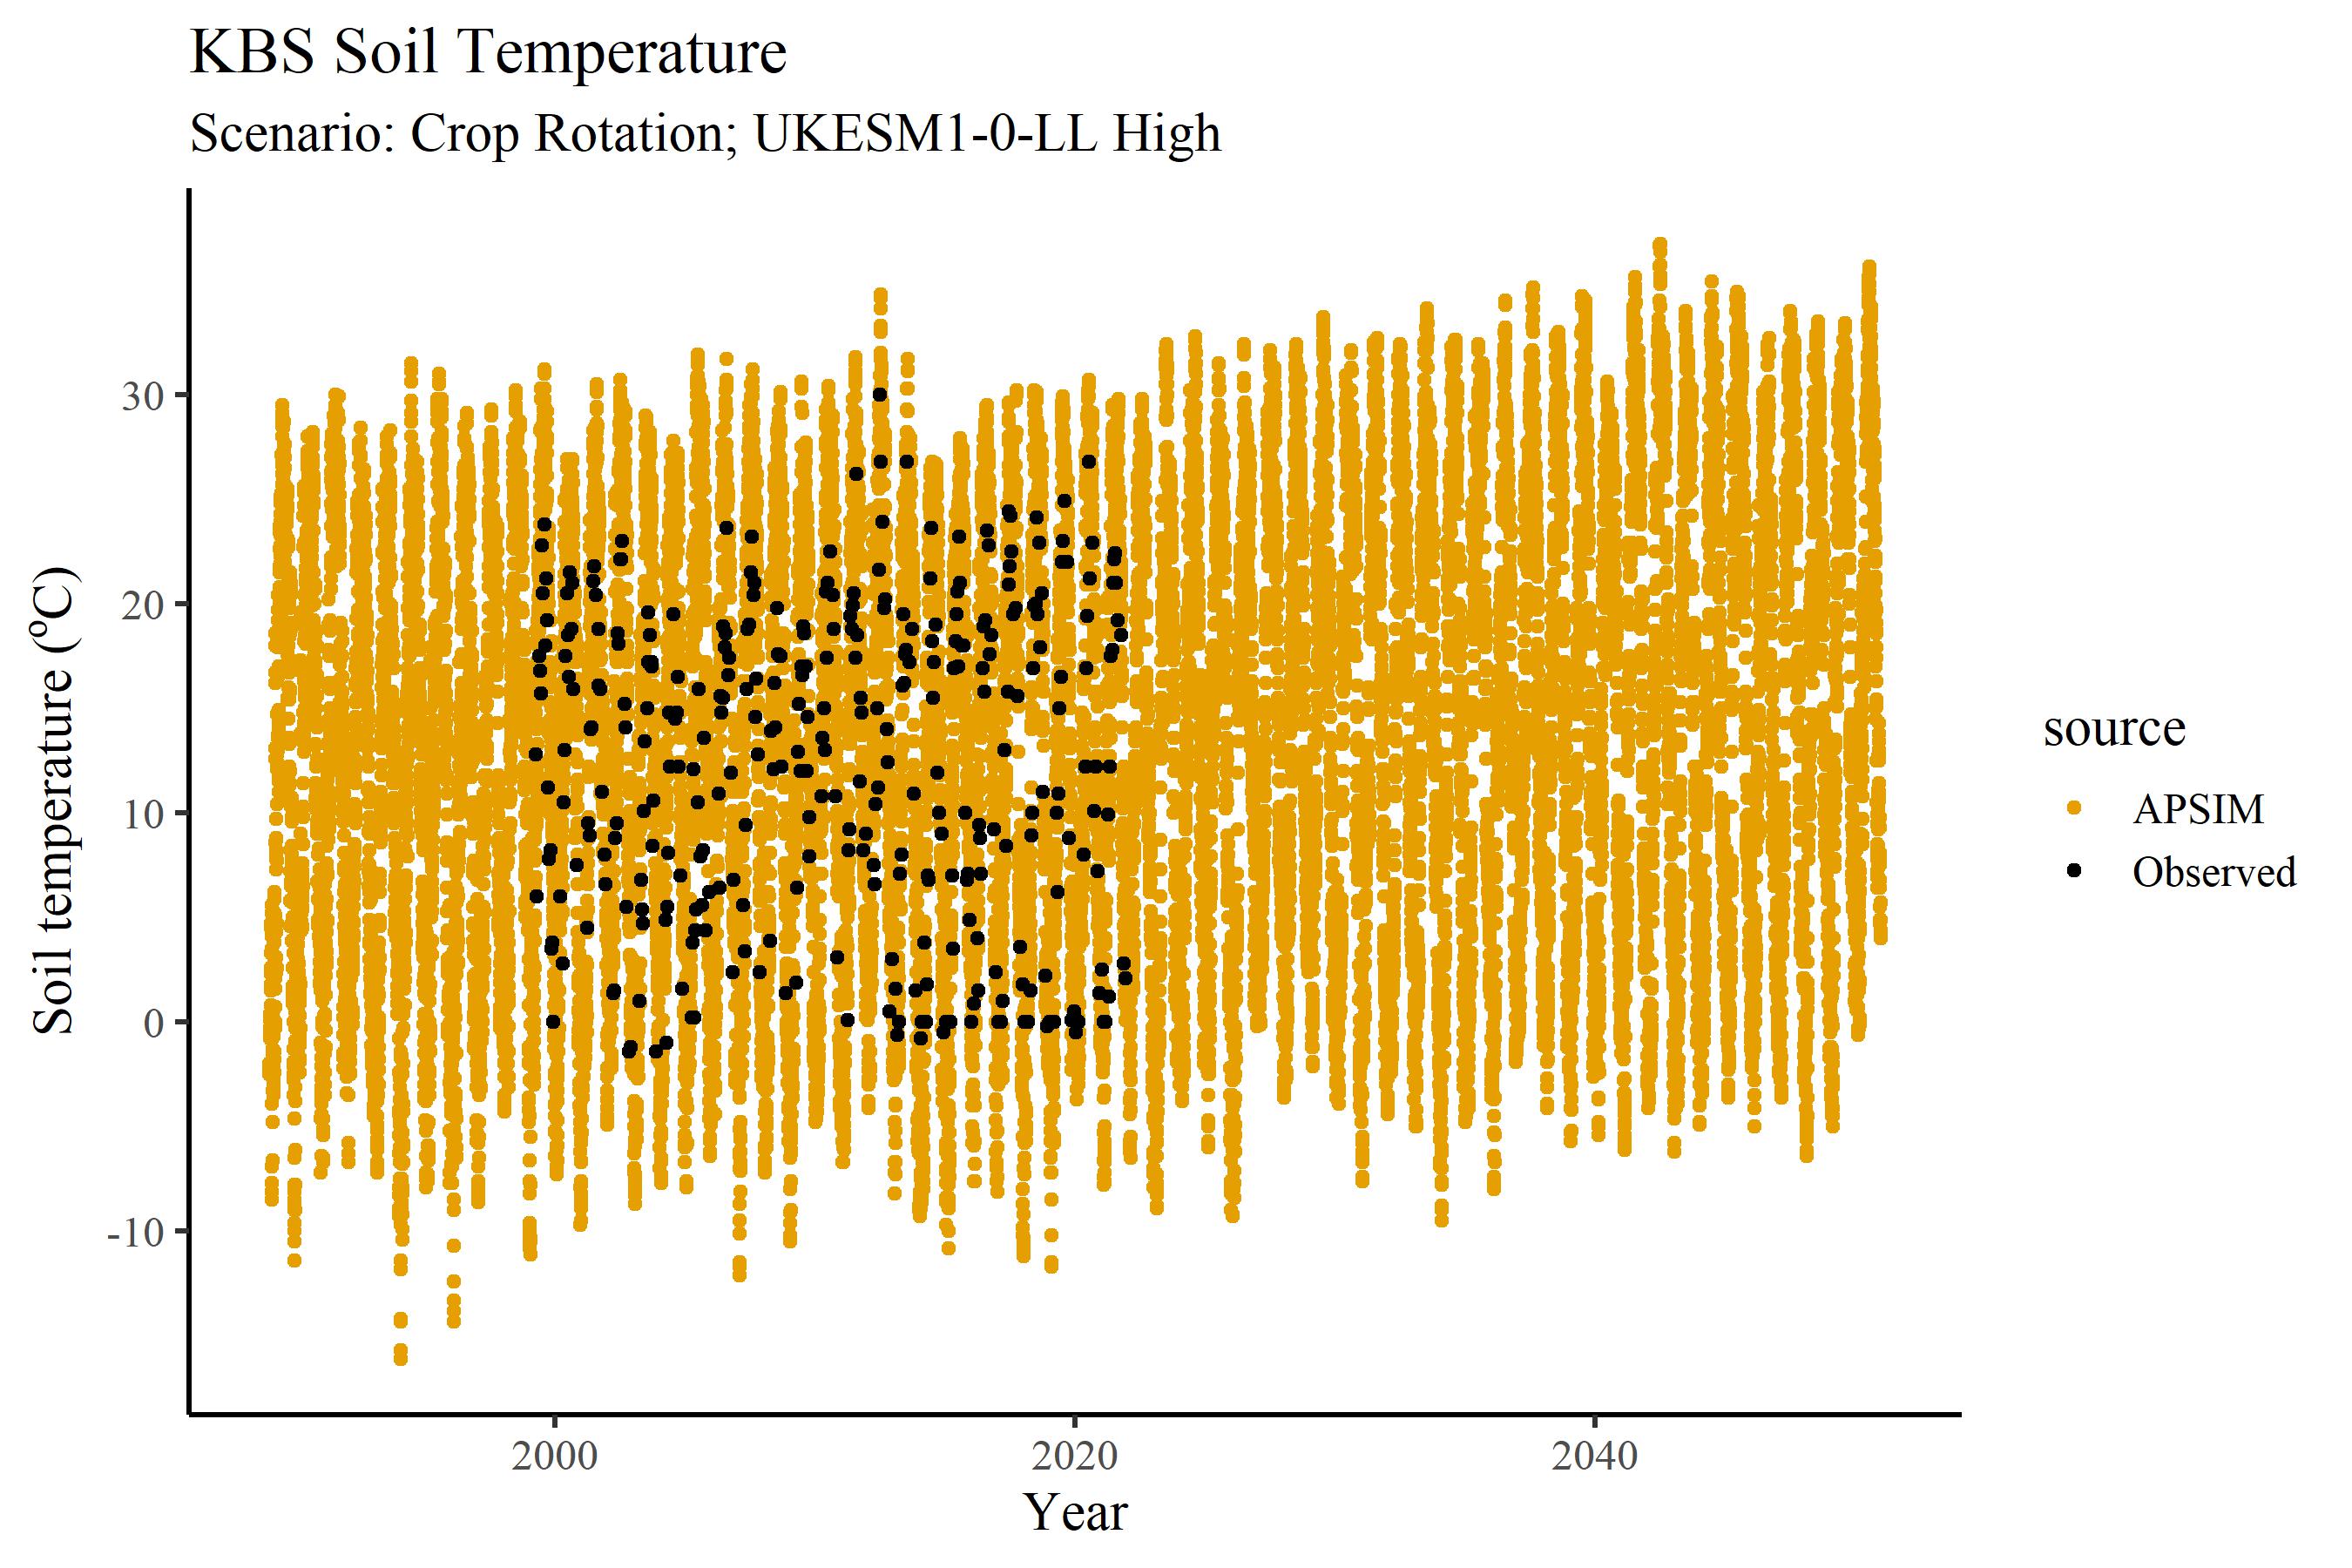 KBS Soil Temperature
Scenario: Crop Rotation; UKESM1-0-LL High
Soil temperature (ºC)
30
20
10
0
-10
2000
2020
2040
Year
source
APSIM
Observed